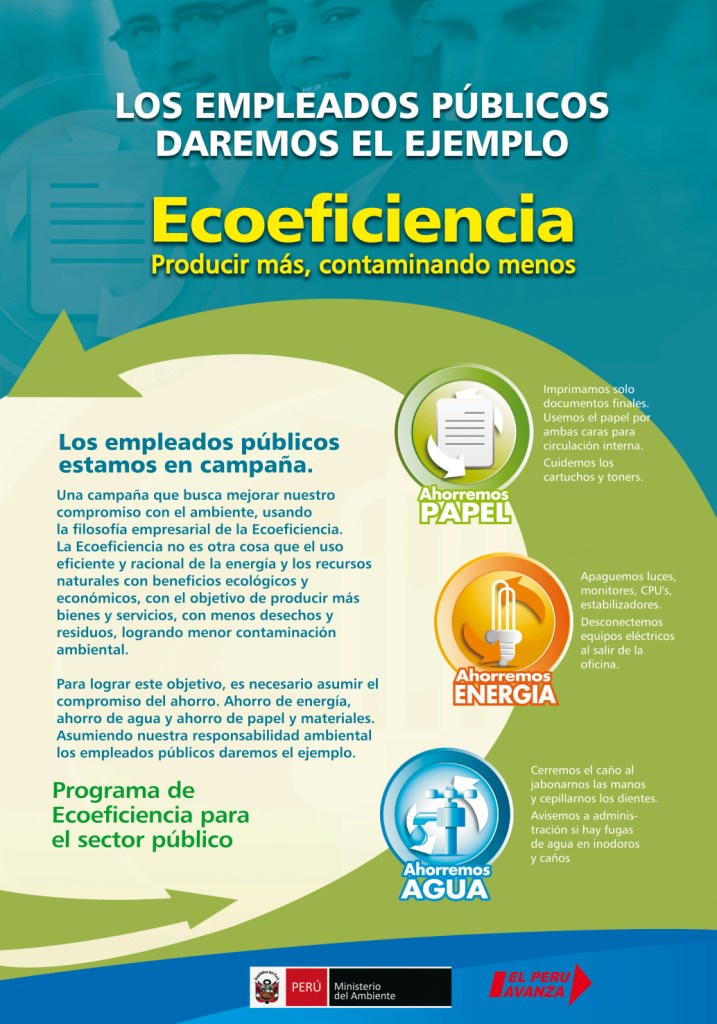 LOS EMPLEADOS PÚBLICOS
DAREMOS EL EJEMPLO
Ecoeficiencia
Producir más, contaminando menos
Los empleados públicos
estamos en campaña.
Una campaña que busca mejorar nuestro
compromiso con el ambiente, usando
la filosofía empresarial de la Ecoeficiencia.
La Ecoeficiencia no es otra cosa que el uso
eficiente y racional de la energía y los recursos
naturales con beneficios ecológicos y
económicos, con el objetivo de producir más
bienes y servicios, con menos desechos y
residuos, logrando menor contaminación
ambiental.
Para lograr este objetivo, es necesario asumir el
compromiso del ahorro. Ahorro de energía,
ahorro de agua y ahorro de papel y materiales.
Asumiendo nuestra responsabilidad ambiental
los empleados públicos daremos el ejemplo.
Programa de
Ecoeficiencia para
el sector público
Ahorremos
PAPEL
Imprimamos solo
documentos finales.
Usemos el papel por
ambas caras para
circulación interna.
Cuidemos los
cartuchos y toners.
Ahorremos
ENERGIA
Apaguemos luces,
monitores, CPU's,
estabilizadores.
Desconectemos
equipos eléctricos
al salir de la
oficina.
Ahorremos
AGUA
Cerremos el caño al
jabonarnos las manos
y cepillarnos los dientes.
Avisemos a adminis-
tración si hay fugas
de agua en inodoros
y caños
PERÚ
Ministerio
del Ambiente
EL PERU
AVANZA